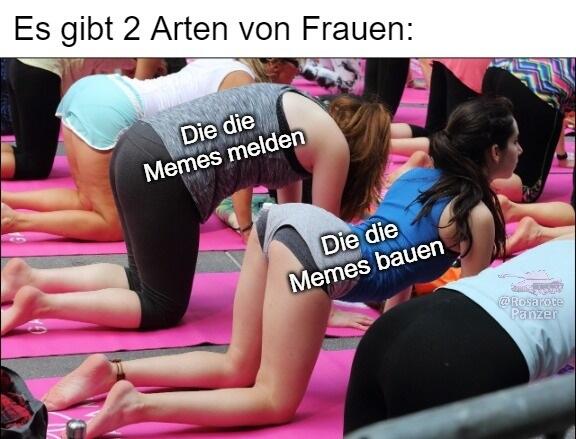 Es gibt 2 Arten von Frauen:
Die die
Memes melden
Die die
Memes bauen
@Rosarote
Panzer